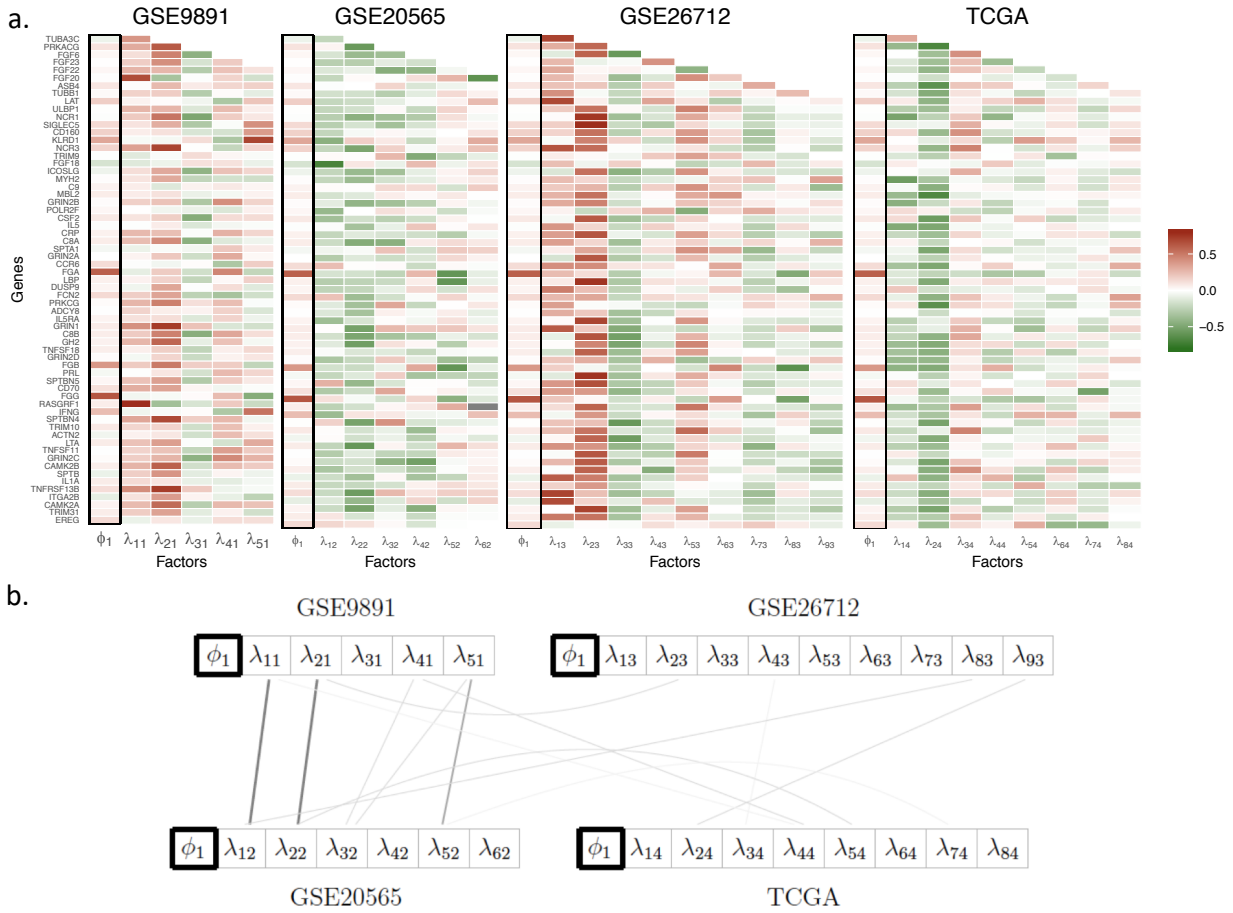 a.
GSE9891 GSE20565 GSE26712 TCGA
Genes
TUBA3C
PRKACG
FGF6
FGF23
FGF22
FGF20
ASB4
TUBB1
LAT
ULBP1
NCR1
SIGLEC5
CD160
KLRD1
NCR3
TRIM9
FGF18
ICOSLG
MYH2
C9
MBL2
GRIN2B
POLR2F
CSF2
IL5
CRP
C8A
SPTA1
GRIN2A
CCR6
FGA
LBP
DUSP9
FCN2
PRKCG
ADCY8
IL5RA
GRIN1
C8B
GH2
TNFSF18
GRIN2D
FGB
PRL
SPTBN5
CD70
FGG
RASGRF1
IFNG
SPTBN4
TRIM10
ACTN2
LTA
TNFSF11
GRIN2C
CAMK2B
SPTB
IL1A
TNFRSF13B
ITGA2B
CAMK2A
TRIM31
EREG
0.5
0.0
−0.5
ϕ1 λ11 λ21 λ31 λ41 λ51
Factors
ϕ1 λ12 λ22 λ32 λ42 λ52 λ62
Factors
ϕ1 λ13 λ23 λ33 λ43 λ53 λ63 λ73 λ83 λ93
Factors
ϕ1 λ14 λ24 λ34 λ44 λ54 λ64 λ74 λ84
Factors
b.
GSE9891 GSE26712
ϕ1 λ11 λ21 λ31 λ41 λ51
ϕ1 λ13 λ23 λ33 λ43 λ53 λ63 λ73 λ83 λ93
ϕ1 λ12 λ22 λ32 λ42 λ52 λ62
ϕ1 λ14 λ24 λ34 λ44 λ54 λ64 λ74 λ84
GSE20565 TCGA